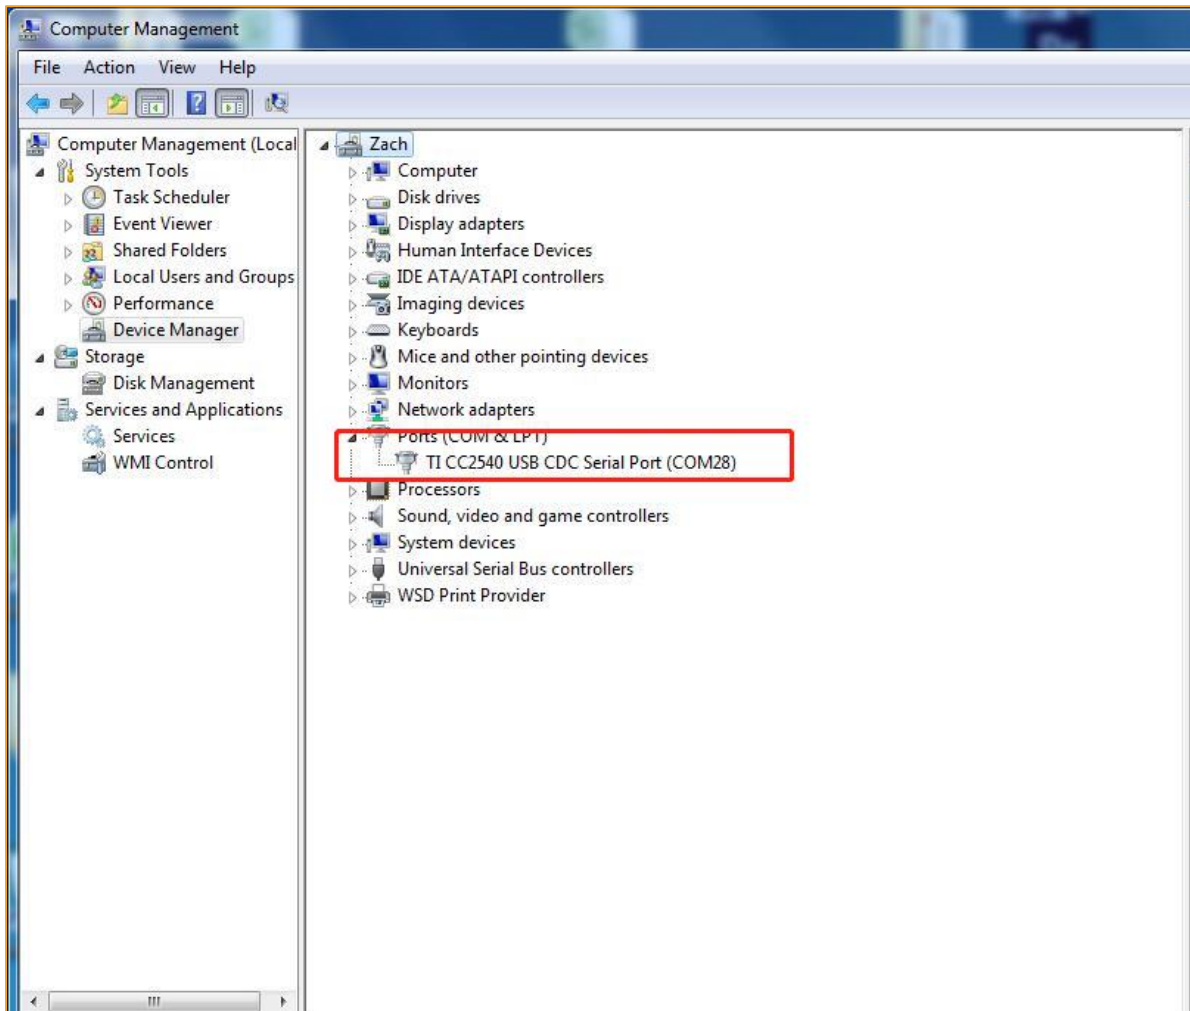 Computer Management
File Action View Help
Computer Management (Local
System Tools
Task Scheduler
Event Viewer
Shared Folders
Local Users and Groups
Performance
Device Manager
Storage
Disk Management
Services and Applications
Services
WMI Control
Zach
Computer
Disk drives
Display adapters
Human Interface Devices
IDE ATA/ATAPI controllers
Imaging devices
Keyboards
Mice and other pointing devices
Monitors
Network adapters
Ports (COM & LPT)
TI CC2540 USB CDC Serial Port (COM28)
Processors
Sound, video and game controllers
System devices
Universal Serial Bus controllers
WSD Print Provider